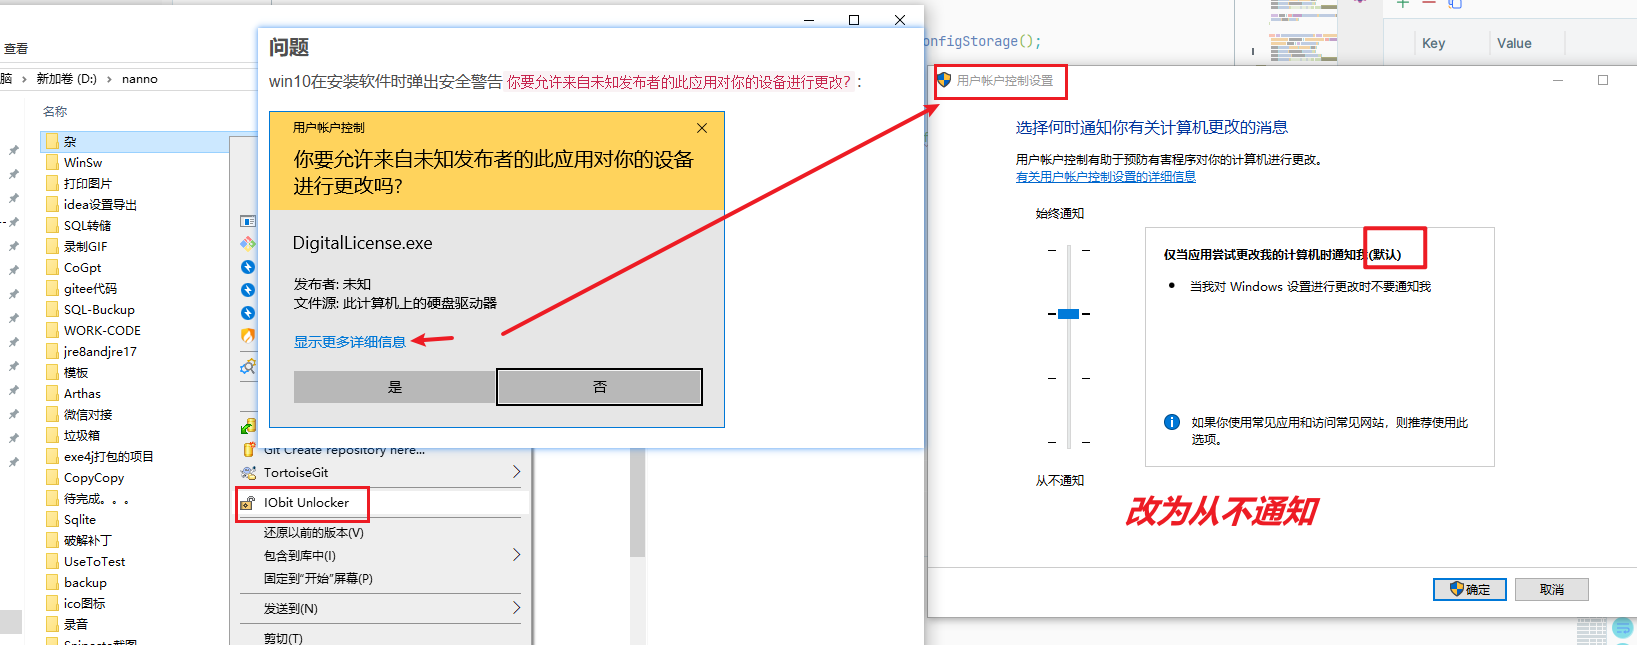 查看
脑 › 新加卷 (D:) › nanno
名称
杂
WinSw
打印图片
idea设置导出
SQL转储
录制GIF
CoGpt
gitee代码
SQL-Backup
WORK-CODE
jre8andjre17
模板
Arthas
微信对接
垃圾箱
exe4j打包的项目
CopyCopy
待完成。。。
Sqlite
破解补丁
UseToTest
backup
ico图标
录音
Snipaste截图
问题
win10在安装软件时弹出安全警告 你要允许来自未知发布者的此应用对你的设备进行更改? :
用户帐户控制
你要允许来自未知发布者的此应用对你的设备
进行更改吗?
DigitalLicense.exe
发布者: 未知
文件源: 此计算机上的硬盘驱动器
显示更多详细信息
是
否
Git Create repository here...
TortoiseGit
IObit Unlocker
还原以前的版本(V)
包含到库中(I)
固定到"开始"屏幕(P)
发送到(N)
剪切(T)
onfigStorage();
Key
Value
用户帐户控制设置
选择何时通知你有关计算机更改的消息
用户帐户控制有助于预防有害程序对你的计算机进行更改。
有关用户帐户控制设置的详细信息
始终通知
仅当应用尝试更改我的计算机时通知我(默认)
• 当我对 Windows 设置进行更改时不要通知我
如果你使用常见应用和访问常见网站，则推荐使用此
选项。
从不通知
改为从不通知
确定
取消